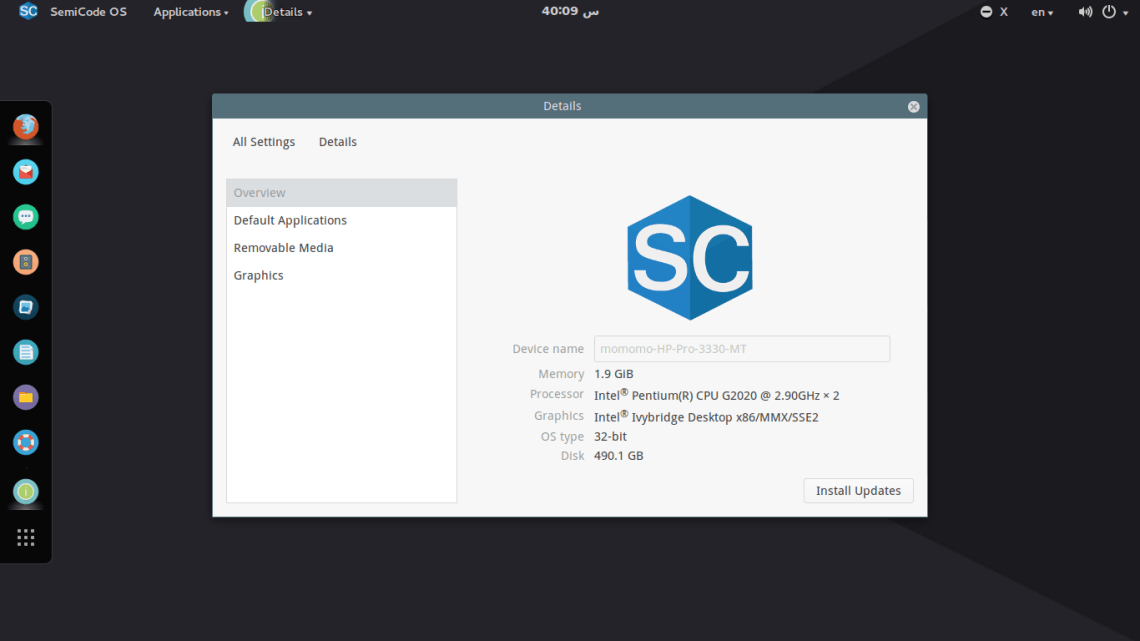 SC SemiCode OS Applications Details 40:09 س X en
Details
All Settings Details
Overview
Default Applications
Removable Media
Graphics
SC
Device name momomo-HP-Pro-3330-MT
Memory 1.9 GiB
Processor Intel® Pentium(R) CPU G2020 @ 2.90GHz × 2
Graphics Intel® Ivybridge Desktop x86/MMX/SSE2
OS type 32-bit
Disk 490.1 GB
Install Updates